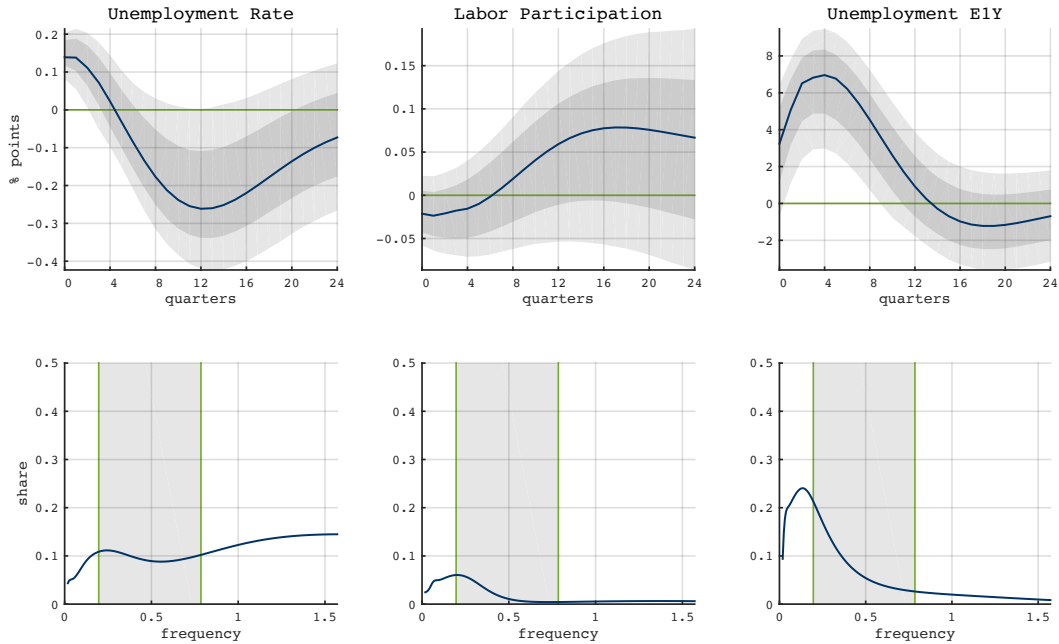 Unemployment Rate
Labor Participation
Unemployment E1Y
% points
0.2
0.1
0
-0.1
-0.2
-0.3
-0.4
0 4 8 12 16 20 24
quarters
0.15
0.1
0.05
0
-0.05
0 4 8 12 16 20 24
quarters
8
6
4
2
0
-2
0 4 8 12 16 20 24
quarters
share
0.5
0.4
0.3
0.2
0.1
0
0 0.5 1 1.5
frequency
0.5
0.4
0.3
0.2
0.1
0
0 0.5 1 1.5
frequency
0.5
0.4
0.3
0.2
0.1
0
0 0.5 1 1.5
frequency